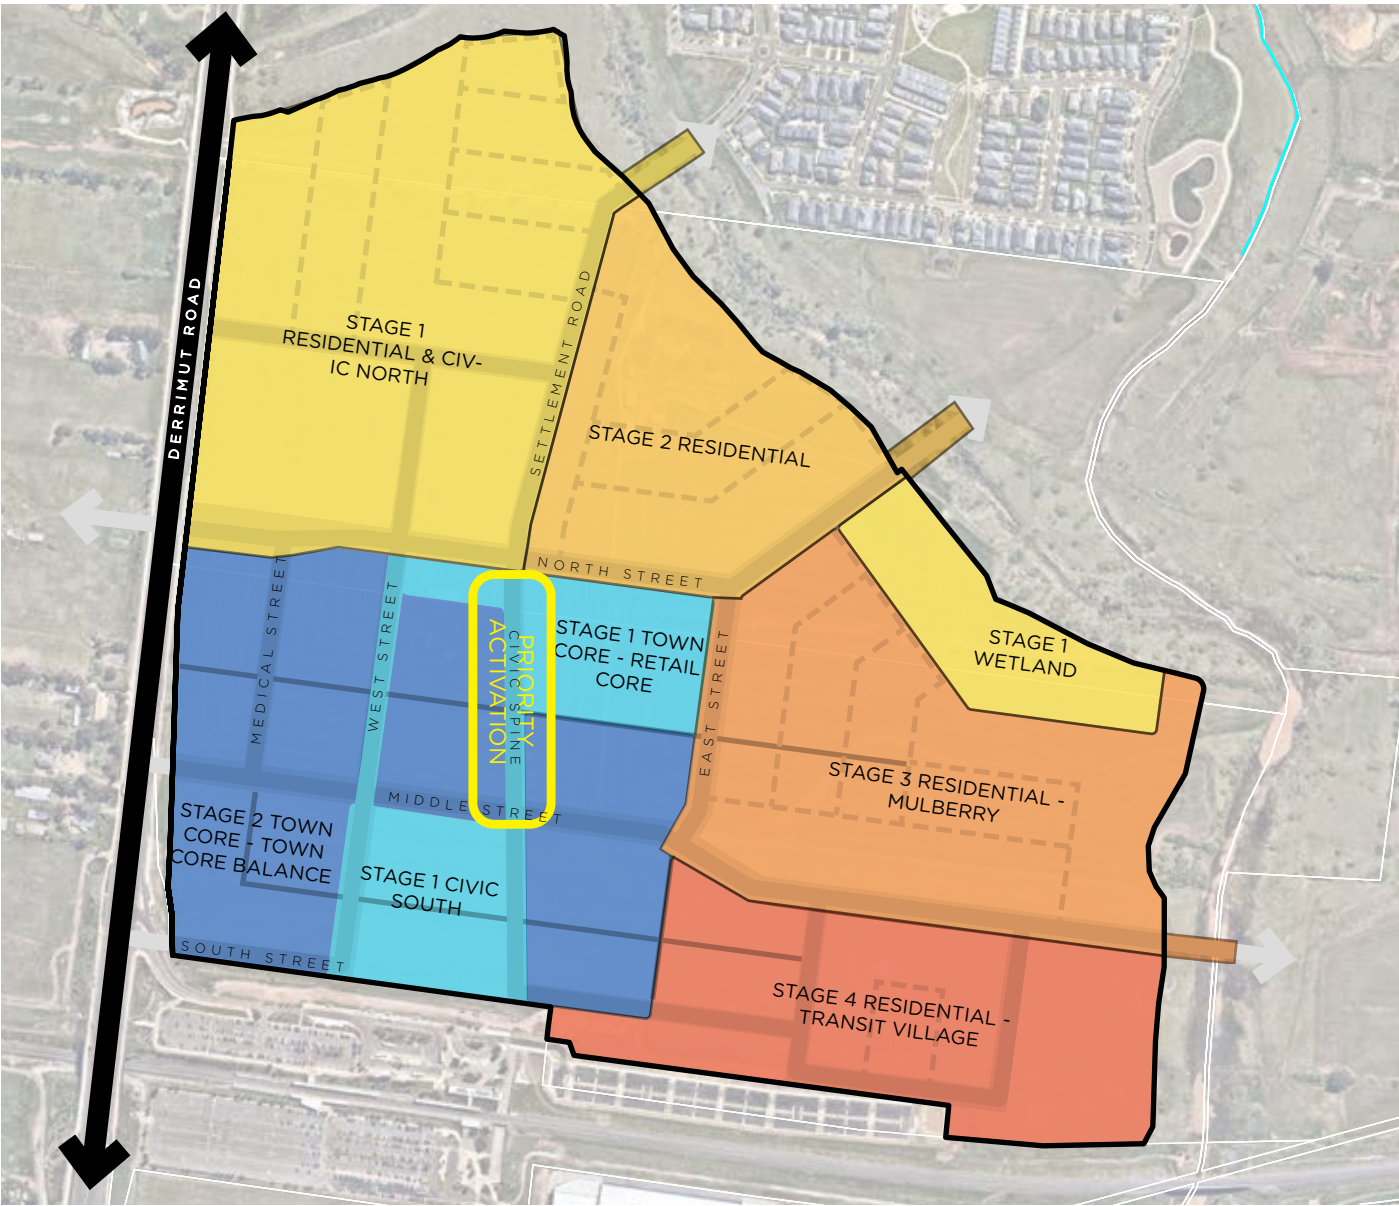 DERRIMUT ROAD
STAGE 1
RESIDENTIAL & CIV-
IC NORTH
SETTLEMENT ROAD
STAGE 2 RESIDENTIAL
NORTH STREET
MEDICAL STREET
WEST STREET
PRIORITY
ACTIVATION
CIVIC SPINE
STAGE 1 TOWN
CORE - RETAIL
CORE
EAST STREET
STAGE 1
WETLAND
STAGE 3 RESIDENTIAL -
MULBERRY
MIDDLE STREET
STAGE 2 TOWN
CORE - TOWN
CORE BALANCE
STAGE 1 CIVIC
SOUTH
SOUTH STREET
STAGE 4 RESIDENTIAL -
TRANSIT VILLAGE